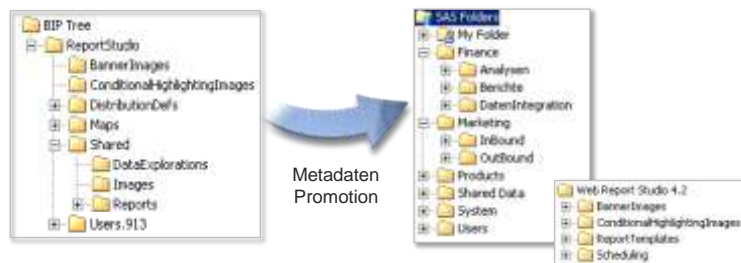 BIP Tree
ReportStudio
BannerImages
ConditionalHighlightingImages
DistributionDefs
Maps
Shared
DataExplorations
Images
Reports
Users.913
Metadaten
Promotion
SAS Folders
My Folder
Finance
Analysen
Berichte
DatenIntegration
Marketing
InBound
OutBound
Products
Shared Data
System
Users
Web Report Studio 4.2
BannerImages
ConditionalHighlightingImages
ReportTemplates
Scheduling